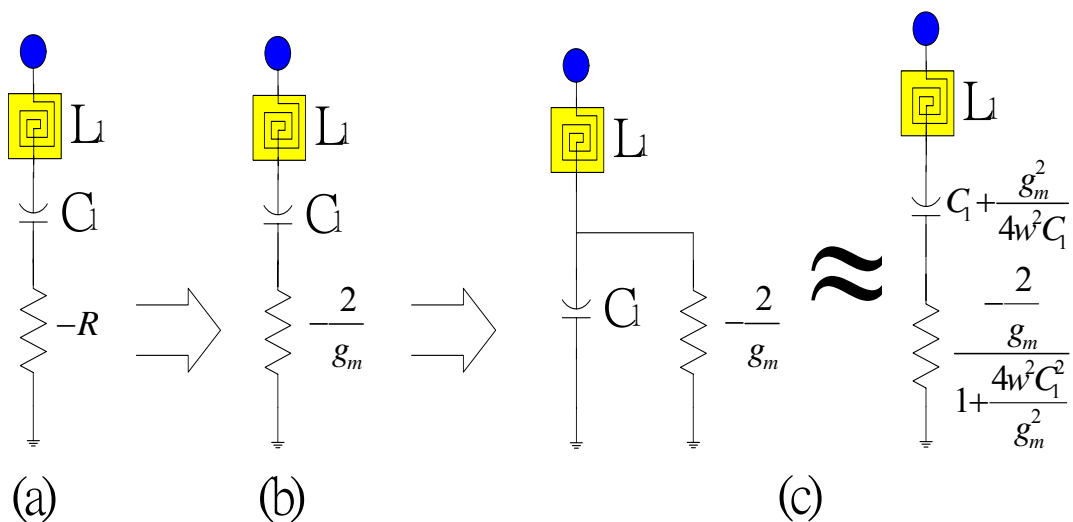 L₁
C₁
−R
(a)
L₁
C₁
−2/gₘ
(b)
L₁
C₁
−2/gₘ
≈
L₁
C₁ + gₘ²/(4w²C₁)
(−2/gₘ)/(1 + 4w²C₁²/gₘ²)
(c)